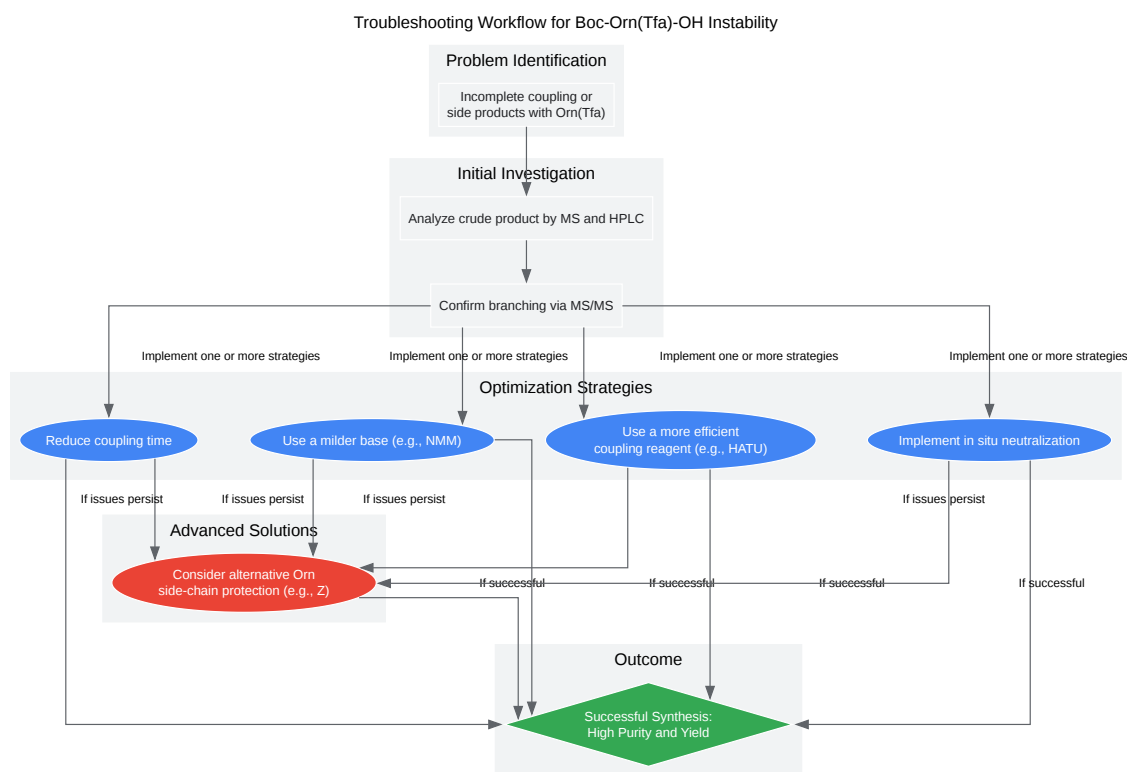 Troubleshooting Workflow for Boc-Orn(Tfa)-OH Instability
Problem Identification
Incomplete coupling or
side products with Orn(Tfa)
Initial Investigation
Analyze crude product by MS and HPLC
Confirm branching via MS/MS
Implement one or more strategies
Implement one or more strategies
Implement one or more strategies
Implement one or more strategies
Optimization Strategies
Reduce coupling time
Use a milder base (e.g., NMM)
Use a more efficient
coupling reagent (e.g., HATU)
Implement in situ neutralization
If issues persist
If issues persist
If issues persist
If issues persist
Advanced Solutions
Consider alternative Orn
side-chain protection (e.g., Z)
If successful
If successful
If successful
If successful
Outcome
Successful Synthesis:
High Purity and Yield